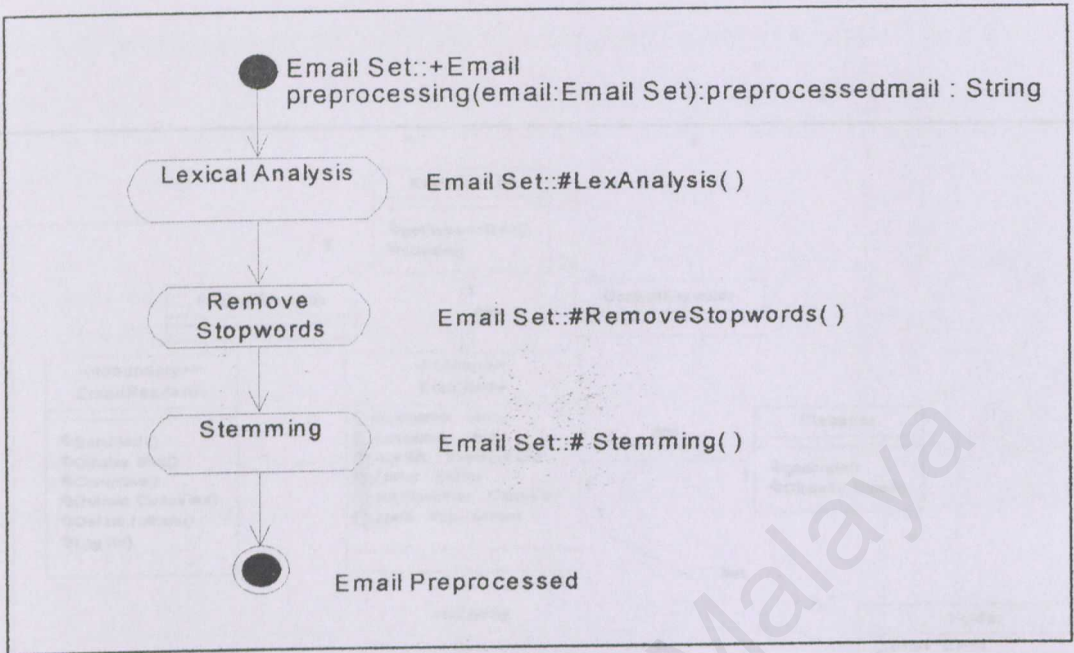 Email Set::+Email
preprocessing(email:Email Set):preprocessedmail : String
Lexical Analysis
Email Set::#LexAnalysis( )
Remove
Stopwords
Email Set::#RemoveStopwords( )
Stemming
Email Set::# Stemming( )
Email Preprocessed
Malaya